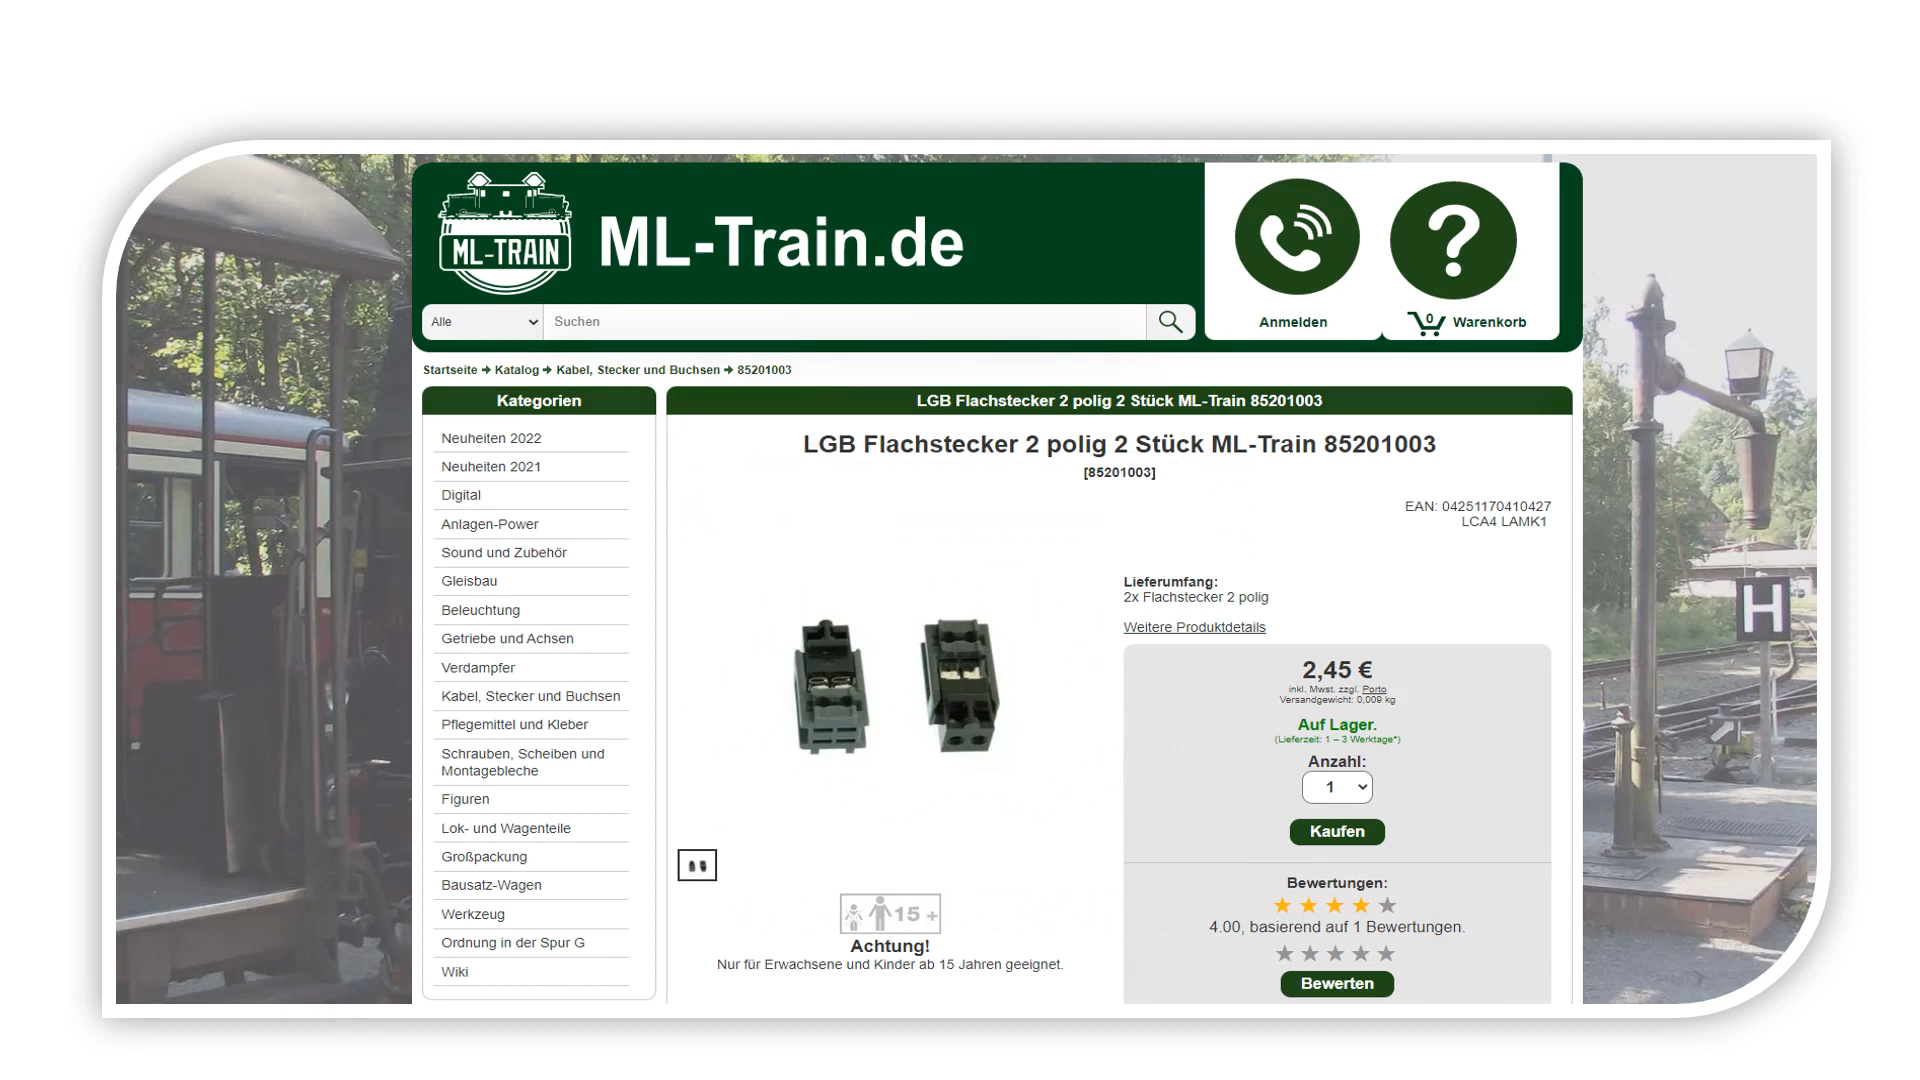 ML-TRAIN
ML-Train.de
Alle
Suchen
Anmelden
0 Warenkorb
Startseite ➔ Katalog ➔ Kabel, Stecker und Buchsen ➔ 85201003
Kategorien
Neuheiten 2022
Neuheiten 2021
Digital
Anlagen-Power
Sound und Zubehör
Gleisbau
Beleuchtung
Getriebe und Achsen
Verdampfer
Kabel, Stecker und Buchsen
Pflegemittel und Kleber
Schrauben, Scheiben und
Montagebleche
Figuren
Lok- und Wagenteile
Großpackung
Bausatz-Wagen
Werkzeug
Ordnung in der Spur G
Wiki
LGB Flachstecker 2 polig 2 Stück ML-Train 85201003
LGB Flachstecker 2 polig 2 Stück ML-Train 85201003
[85201003]
EAN: 04251170410427
LCA4 LAMK1
Lieferumfang:
2x Flachstecker 2 polig
Weitere Produktdetails
2,45 €
inkl. Mwst. zzgl. Porto
Versandgewicht: 0,009 kg
Auf Lager.
(Lieferzeit: 1 – 3 Werktage*)
Anzahl:
1
Kaufen
Bewertungen:
4.00, basierend auf 1 Bewertungen.
Bewerten
15 +
Achtung!
Nur für Erwachsene und Kinder ab 15 Jahren geeignet.
H